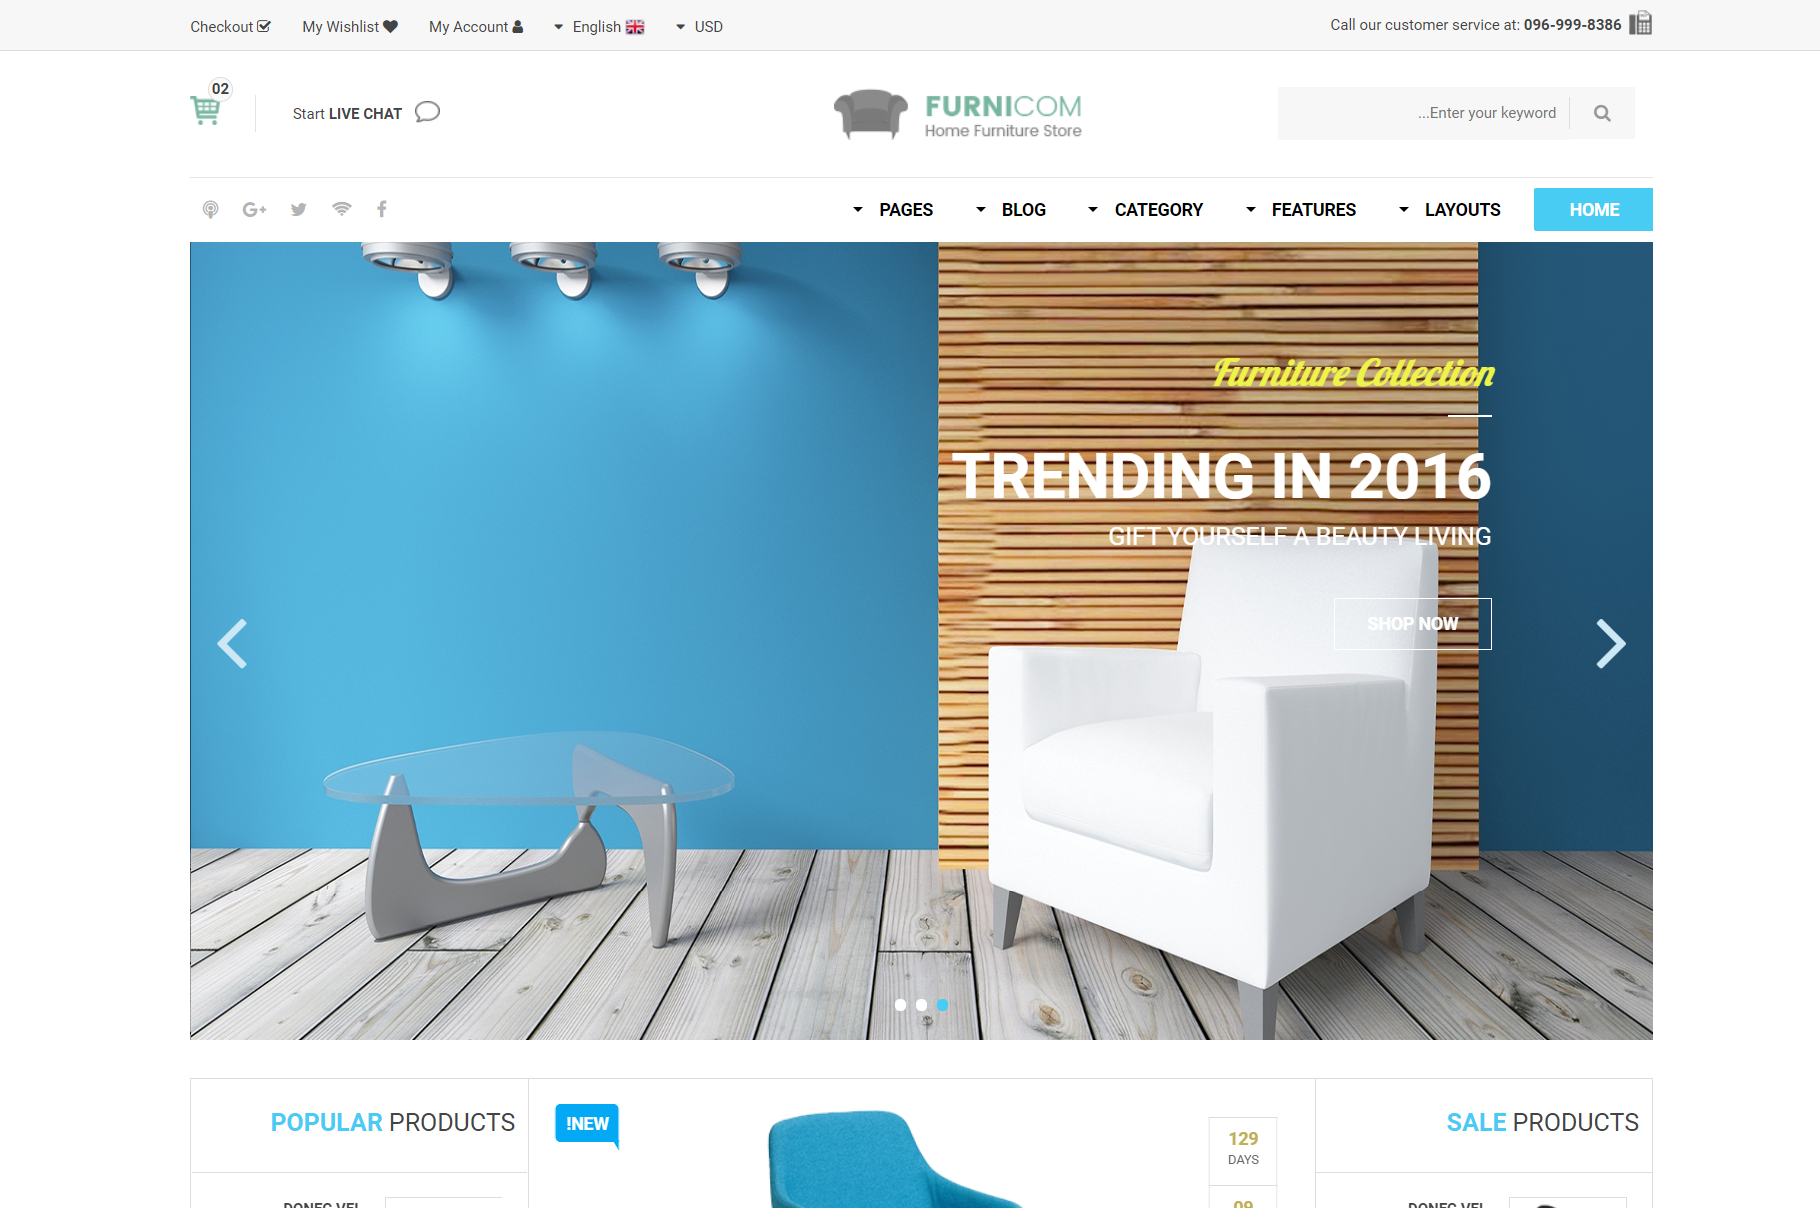 Checkout My Wishlist My Account English USD
Call our customer service at: 096-999-8386
02
Start LIVE CHAT
FURNICOM
Home Furniture Store
...Enter your keyword
PAGES BLOG CATEGORY FEATURES LAYOUTS HOME
Furniture Collection
TRENDING IN 2016
GIFT YOURSELF A BEAUTY LIVING
SHOP NOW
POPULAR PRODUCTS
!NEW
129
DAYS
09
SALE PRODUCTS
DONEC VEL
DONEC VEL